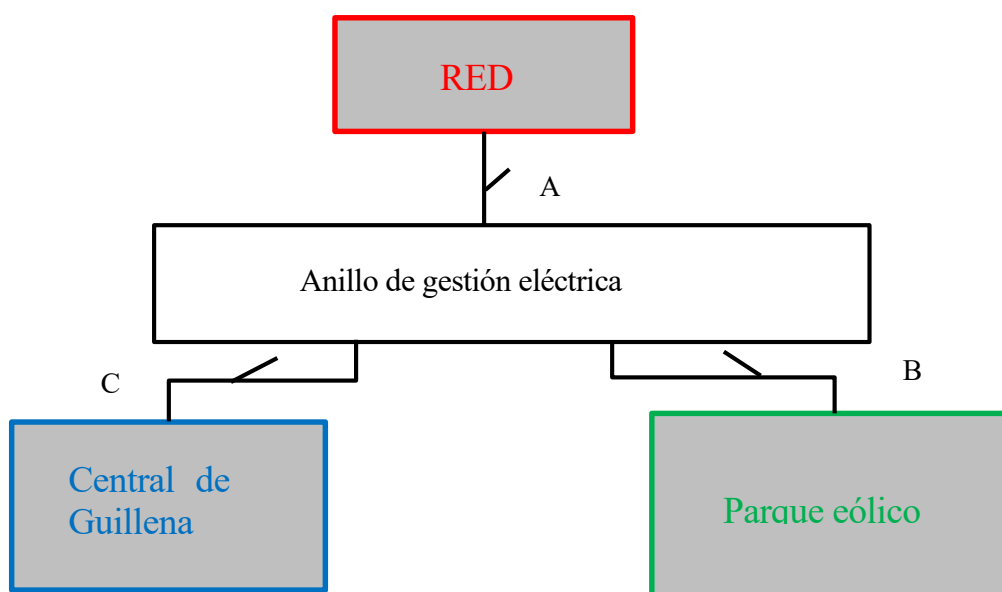 RED
A
Anillo de gestión eléctrica
C
B
Central de
Guillena
Parque eólico